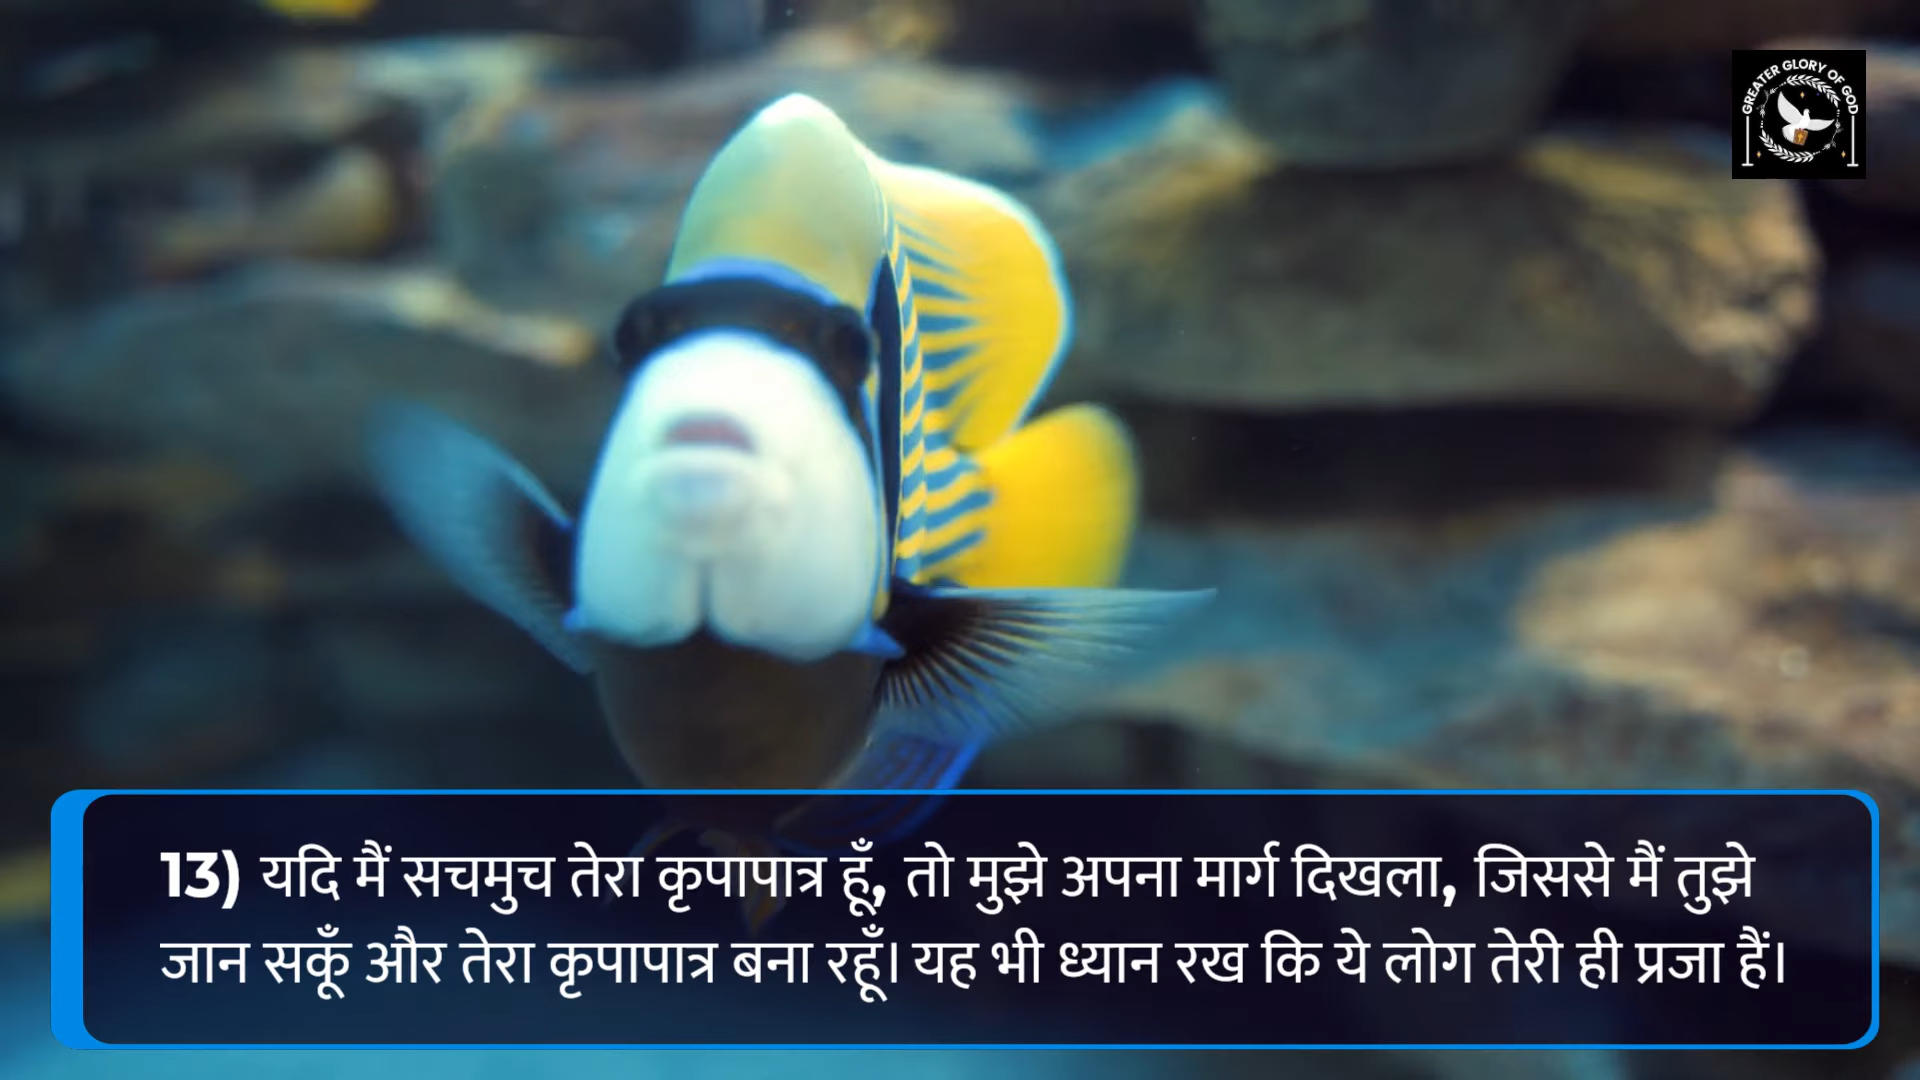 GREATER GLORY OF GOD
13) यदि मैं सचमुच तेरा कृपापात्र हूँ, तो मुझे अपना मार्ग दिखला, जिससे मैं तुझे
जान सकूँ और तेरा कृपापात्र बना रहूँ। यह भी ध्यान रख कि ये लोग तेरी ही प्रजा हैं।